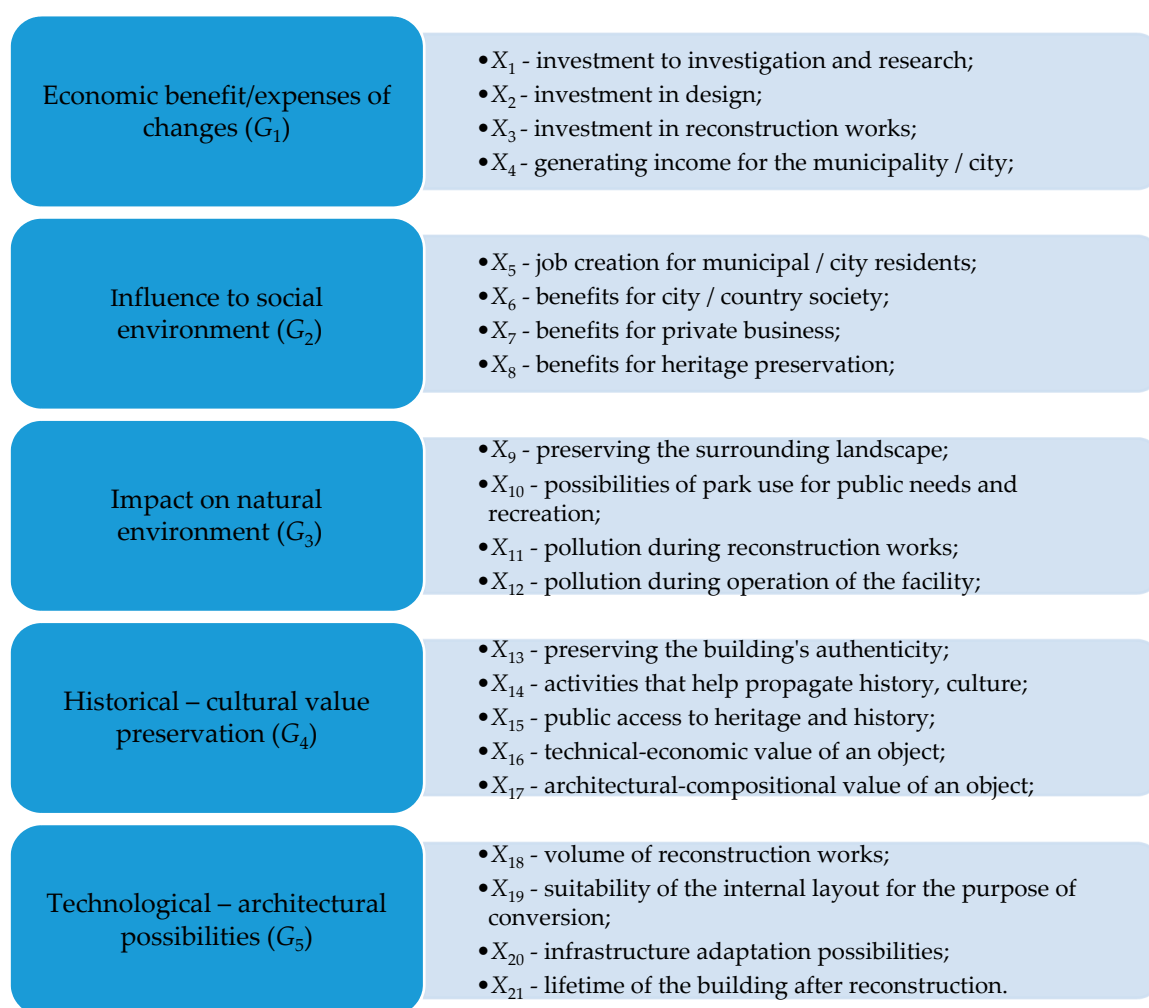 Economic benefit/expenses of
changes (G₁)
•X₁ - investment to investigation and research;
•X₂ - investment in design;
•X₃ - investment in reconstruction works;
•X₄ - generating income for the municipality / city;
Influence to social
environment (G₂)
•X₅ - job creation for municipal / city residents;
•X₆ - benefits for city / country society;
•X₇ - benefits for private business;
•X₈ - benefits for heritage preservation;
Impact on natural
environment (G₃)
•X₉ - preserving the surrounding landscape;
•X₁₀ - possibilities of park use for public needs and
recreation;
•X₁₁ - pollution during reconstruction works;
•X₁₂ - pollution during operation of the facility;
Historical – cultural value
preservation (G₄)
•X₁₃ - preserving the building's authenticity;
•X₁₄ - activities that help propagate history, culture;
•X₁₅ - public access to heritage and history;
•X₁₆ - technical-economic value of an object;
•X₁₇ - architectural-compositional value of an object;
Technological – architectural
possibilities (G₅)
•X₁₈ - volume of reconstruction works;
•X₁₉ - suitability of the internal layout for the purpose of
conversion;
•X₂₀ - infrastructure adaptation possibilities;
•X₂₁ - lifetime of the building after reconstruction.